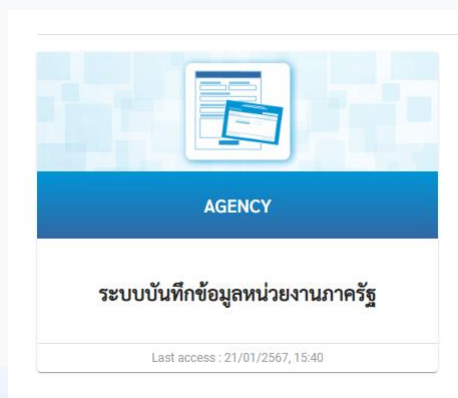 AGENCY
ระบบบันทึกข้อมูลหน่วยงานภาครัฐ
Last access : 21/01/2567, 15:40